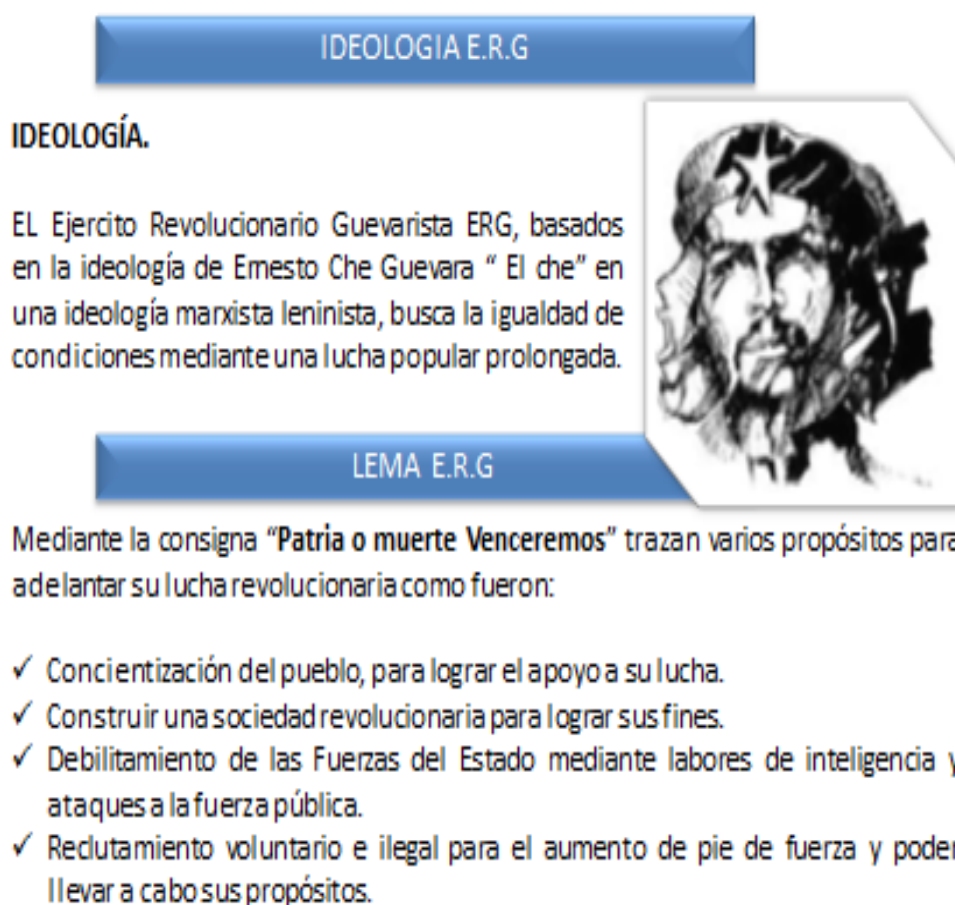 IDEOLOGIA E.R.G
IDEOLOGÍA.
EL Ejercito Revolucionario Guevarista ERG, basados
en la ideología de Ernesto Che Guevara “ El che” en
una ideología marxista leninista, busca la igualdad de
condiciones mediante una lucha popular prolongada.
LEMA E.R.G
Mediante la consigna “Patria o muerte Venceremos” trazan varios propósitos para
adelantar su lucha revolucionaria como fueron:
✓ Concientización del pueblo, para lograr el apoyo a su lucha.
✓ Construir una sociedad revolucionaria para lograr sus fines.
✓ Debilitamiento de las Fuerzas del Estado mediante labores de inteligencia y
ataques a la fuerza pública.
✓ Reclutamiento voluntario e ilegal para el aumento de pie de fuerza y poder
llevar a cabo sus propósitos.